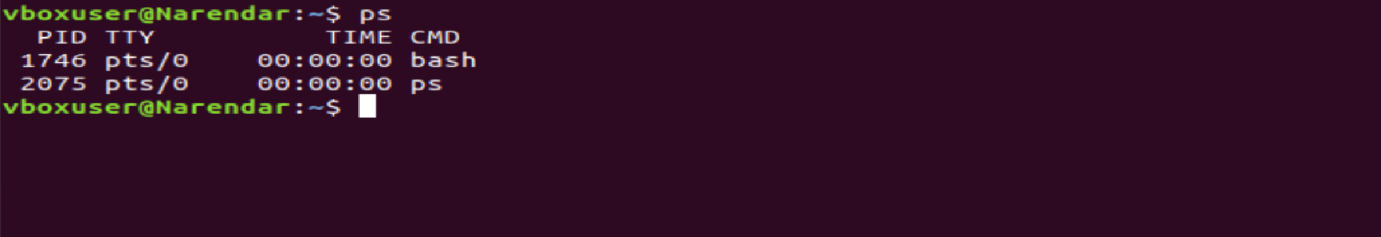 vboxuser@Narendar:~$ ps
  PID TTY          TIME CMD
 1746 pts/0    00:00:00 bash
 2075 pts/0    00:00:00 ps
vboxuser@Narendar:~$